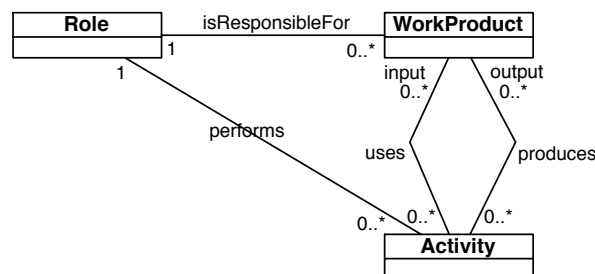 Role
isResponsibleFor
WorkProduct
1
0..*
1
input
output
0..*
0..*
performs
uses
produces
0..*
0..*
0..*
Activity